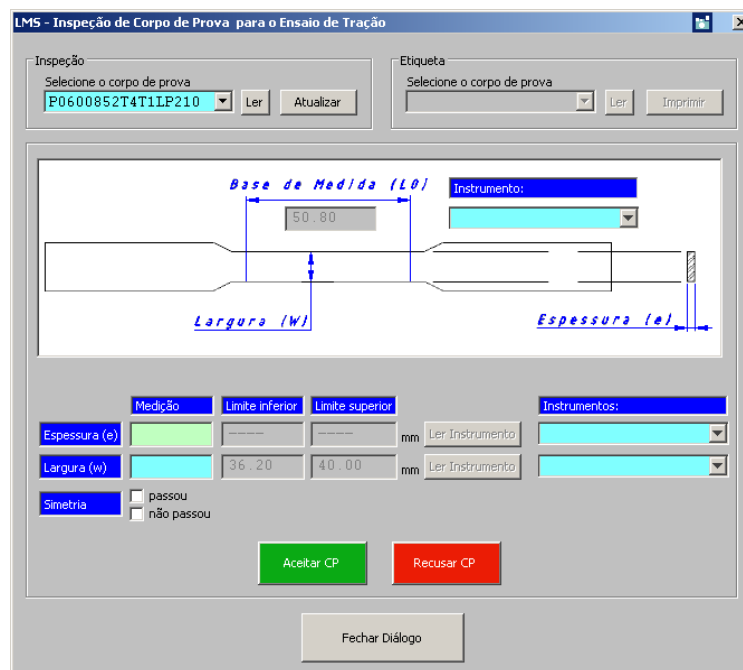 LMS - Inspeção de Corpo de Prova para o Ensaio de Tração
Inspeção
Selecione o corpo de prova
P0600852T4T1LP210
Ler
Atualizar
Etiqueta
Selecione o corpo de prova
Ler
Imprimir
Base de Medida (L0)
50.80
Instrumento:
Largura (W)
Espessura (e)
Medição
Limite inferior
Limite superior
Instrumentos:
Espessura (e)
----
----
mm
Ler Instrumento
Largura (w)
36.20
40.00
mm
Ler Instrumento
Simetria
passou
não passou
Aceitar CP
Recusar CP
Fechar Diálogo